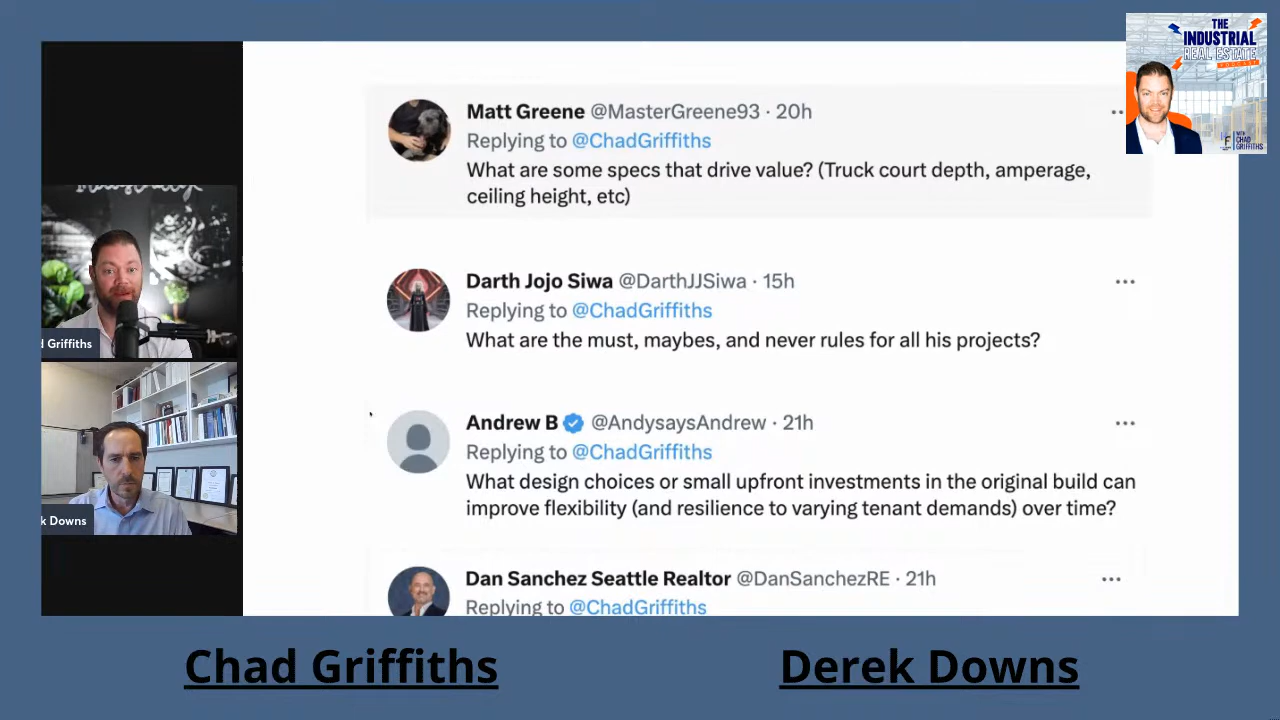 THE
INDUSTRIAL
REAL ESTATE
PODCAST
WITH
CHAD
GRIFFITHS
Matt Greene @MasterGreene93 · 20h
Replying to @ChadGriffiths
What are some specs that drive value? (Truck court depth, amperage,
ceiling height, etc)
Darth Jojo Siwa @DarthJJSiwa · 15h
Replying to @ChadGriffiths
What are the must, maybes, and never rules for all his projects?
d Griffiths
Andrew B @AndysaysAndrew · 21h
Replying to @ChadGriffiths
What design choices or small upfront investments in the original build can
improve flexibility (and resilience to varying tenant demands) over time?
k Downs
Dan Sanchez Seattle Realtor @DanSanchezRE · 21h
Replying to @ChadGriffiths
Chad Griffiths
Derek Downs